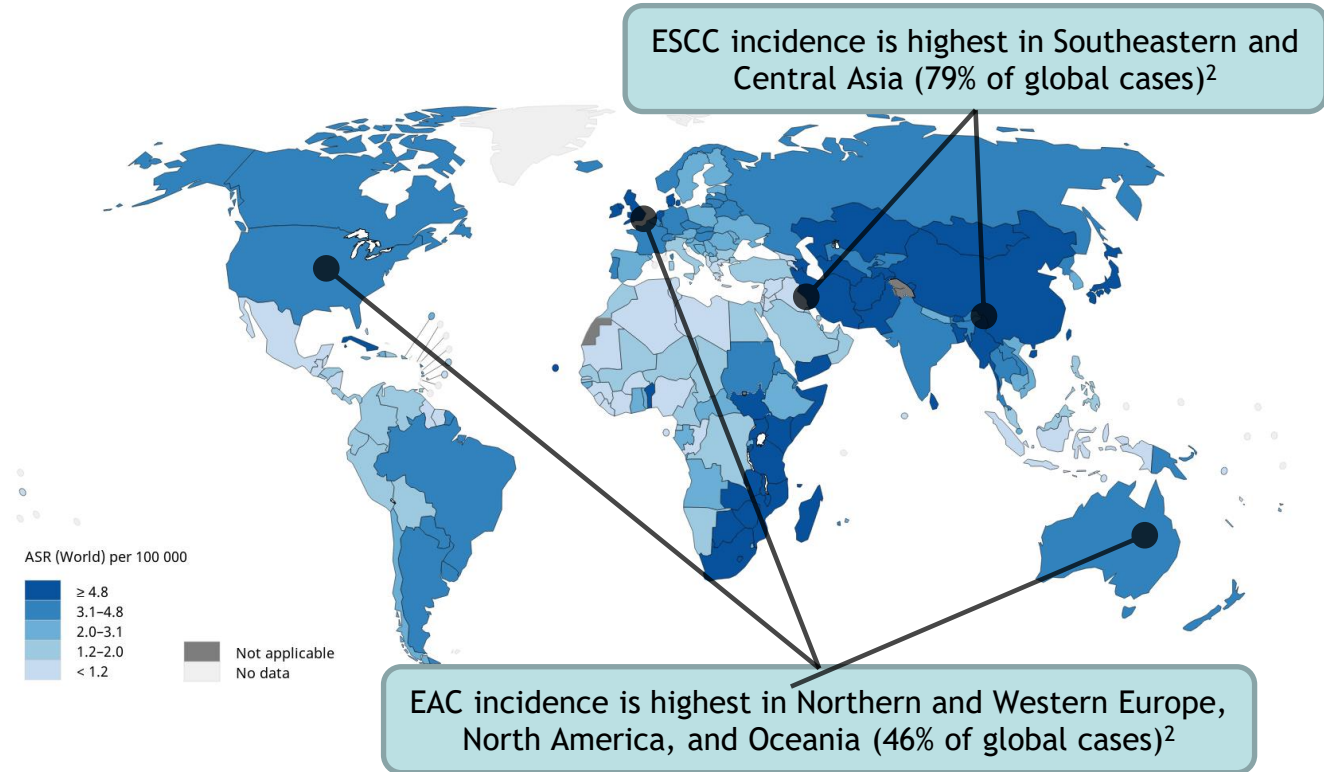 ESCC incidence is highest in Southeastern and
Central Asia (79% of global cases)²
ASR (World) per 100 000
≥ 4.8
3.1–4.8
2.0–3.1
1.2–2.0
< 1.2
Not applicable
No data
EAC incidence is highest in Northern and Western Europe,
North America, and Oceania (46% of global cases)²